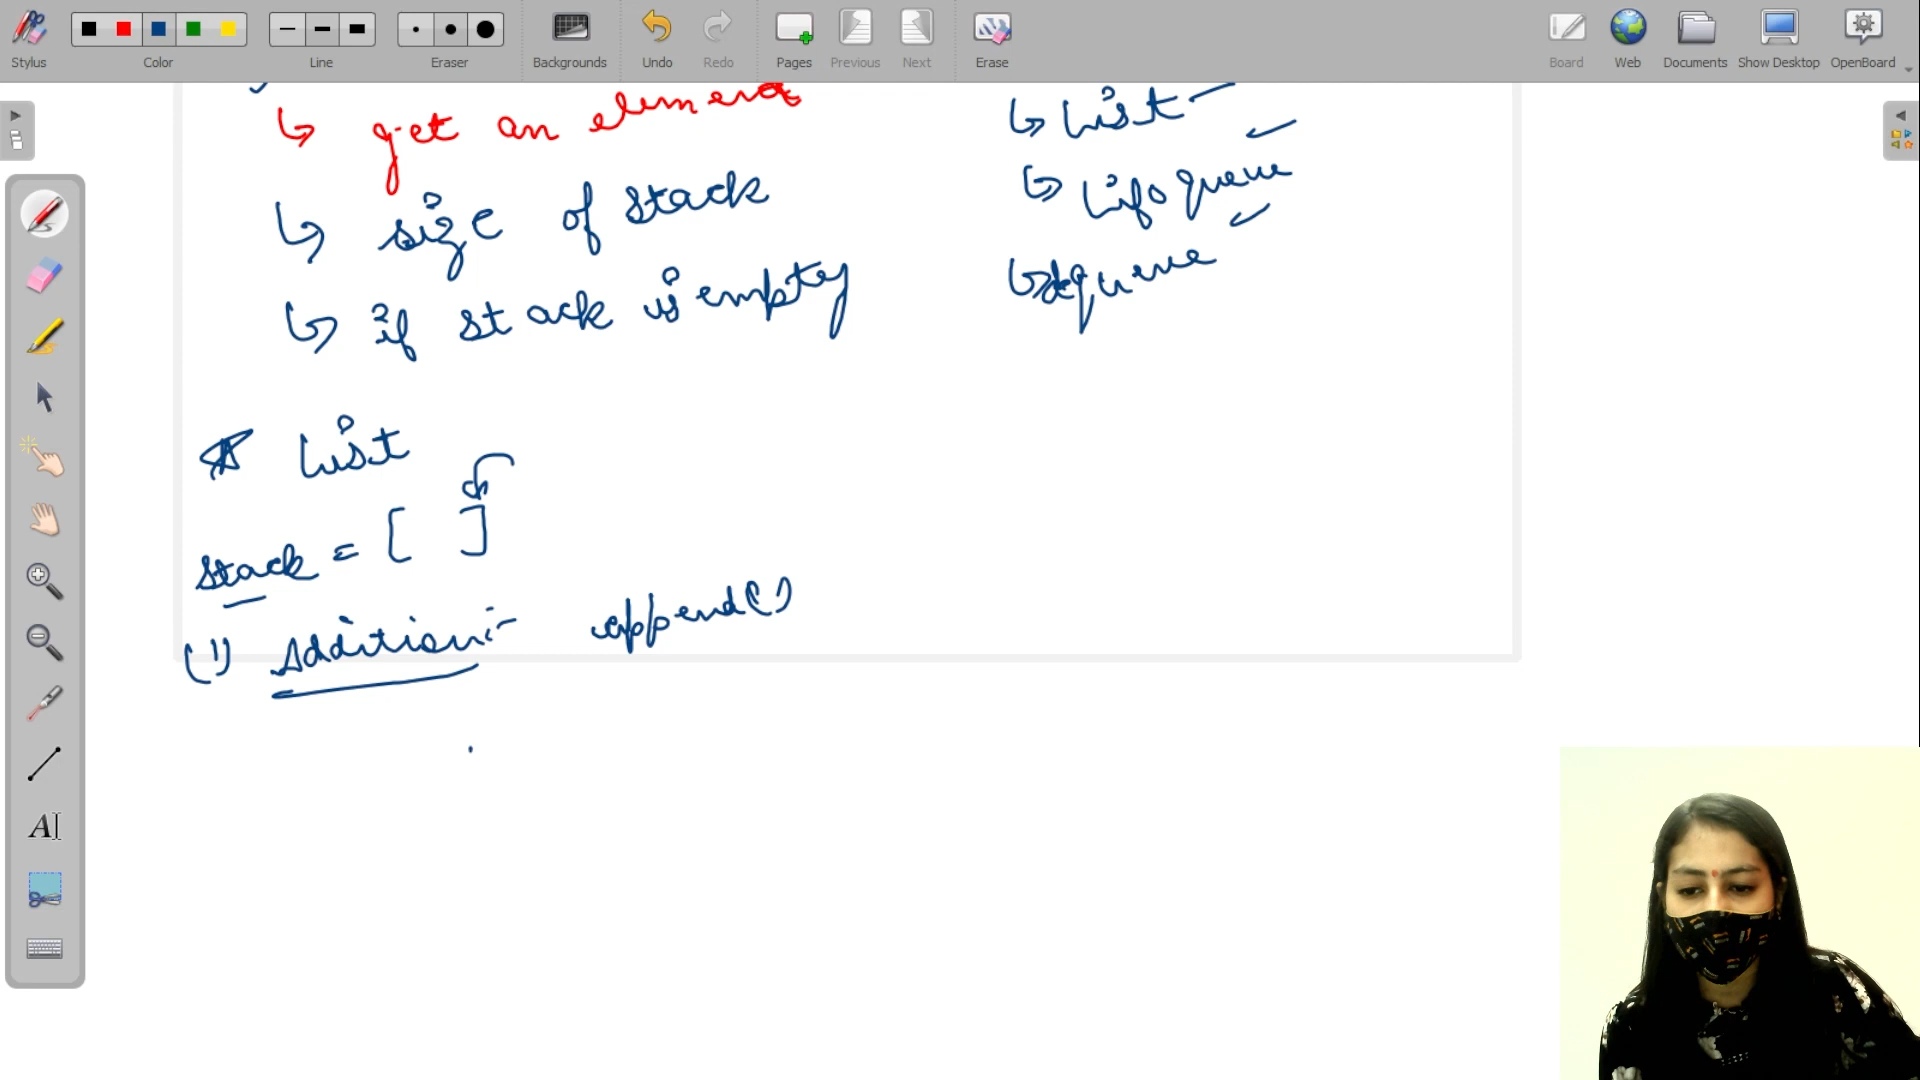 Stylus
Color
Line
Eraser
Backgrounds
Undo
Redo
Pages
Previous
Next
Erase
Board
Web
Documents
Show Desktop
OpenBoard
↳ get an element
↳ size of stack
↳ if stack is empty
↳ List
↳ Lifo queue
↳ dqueue
List
stack = [ ]
(1) Addition:- append()